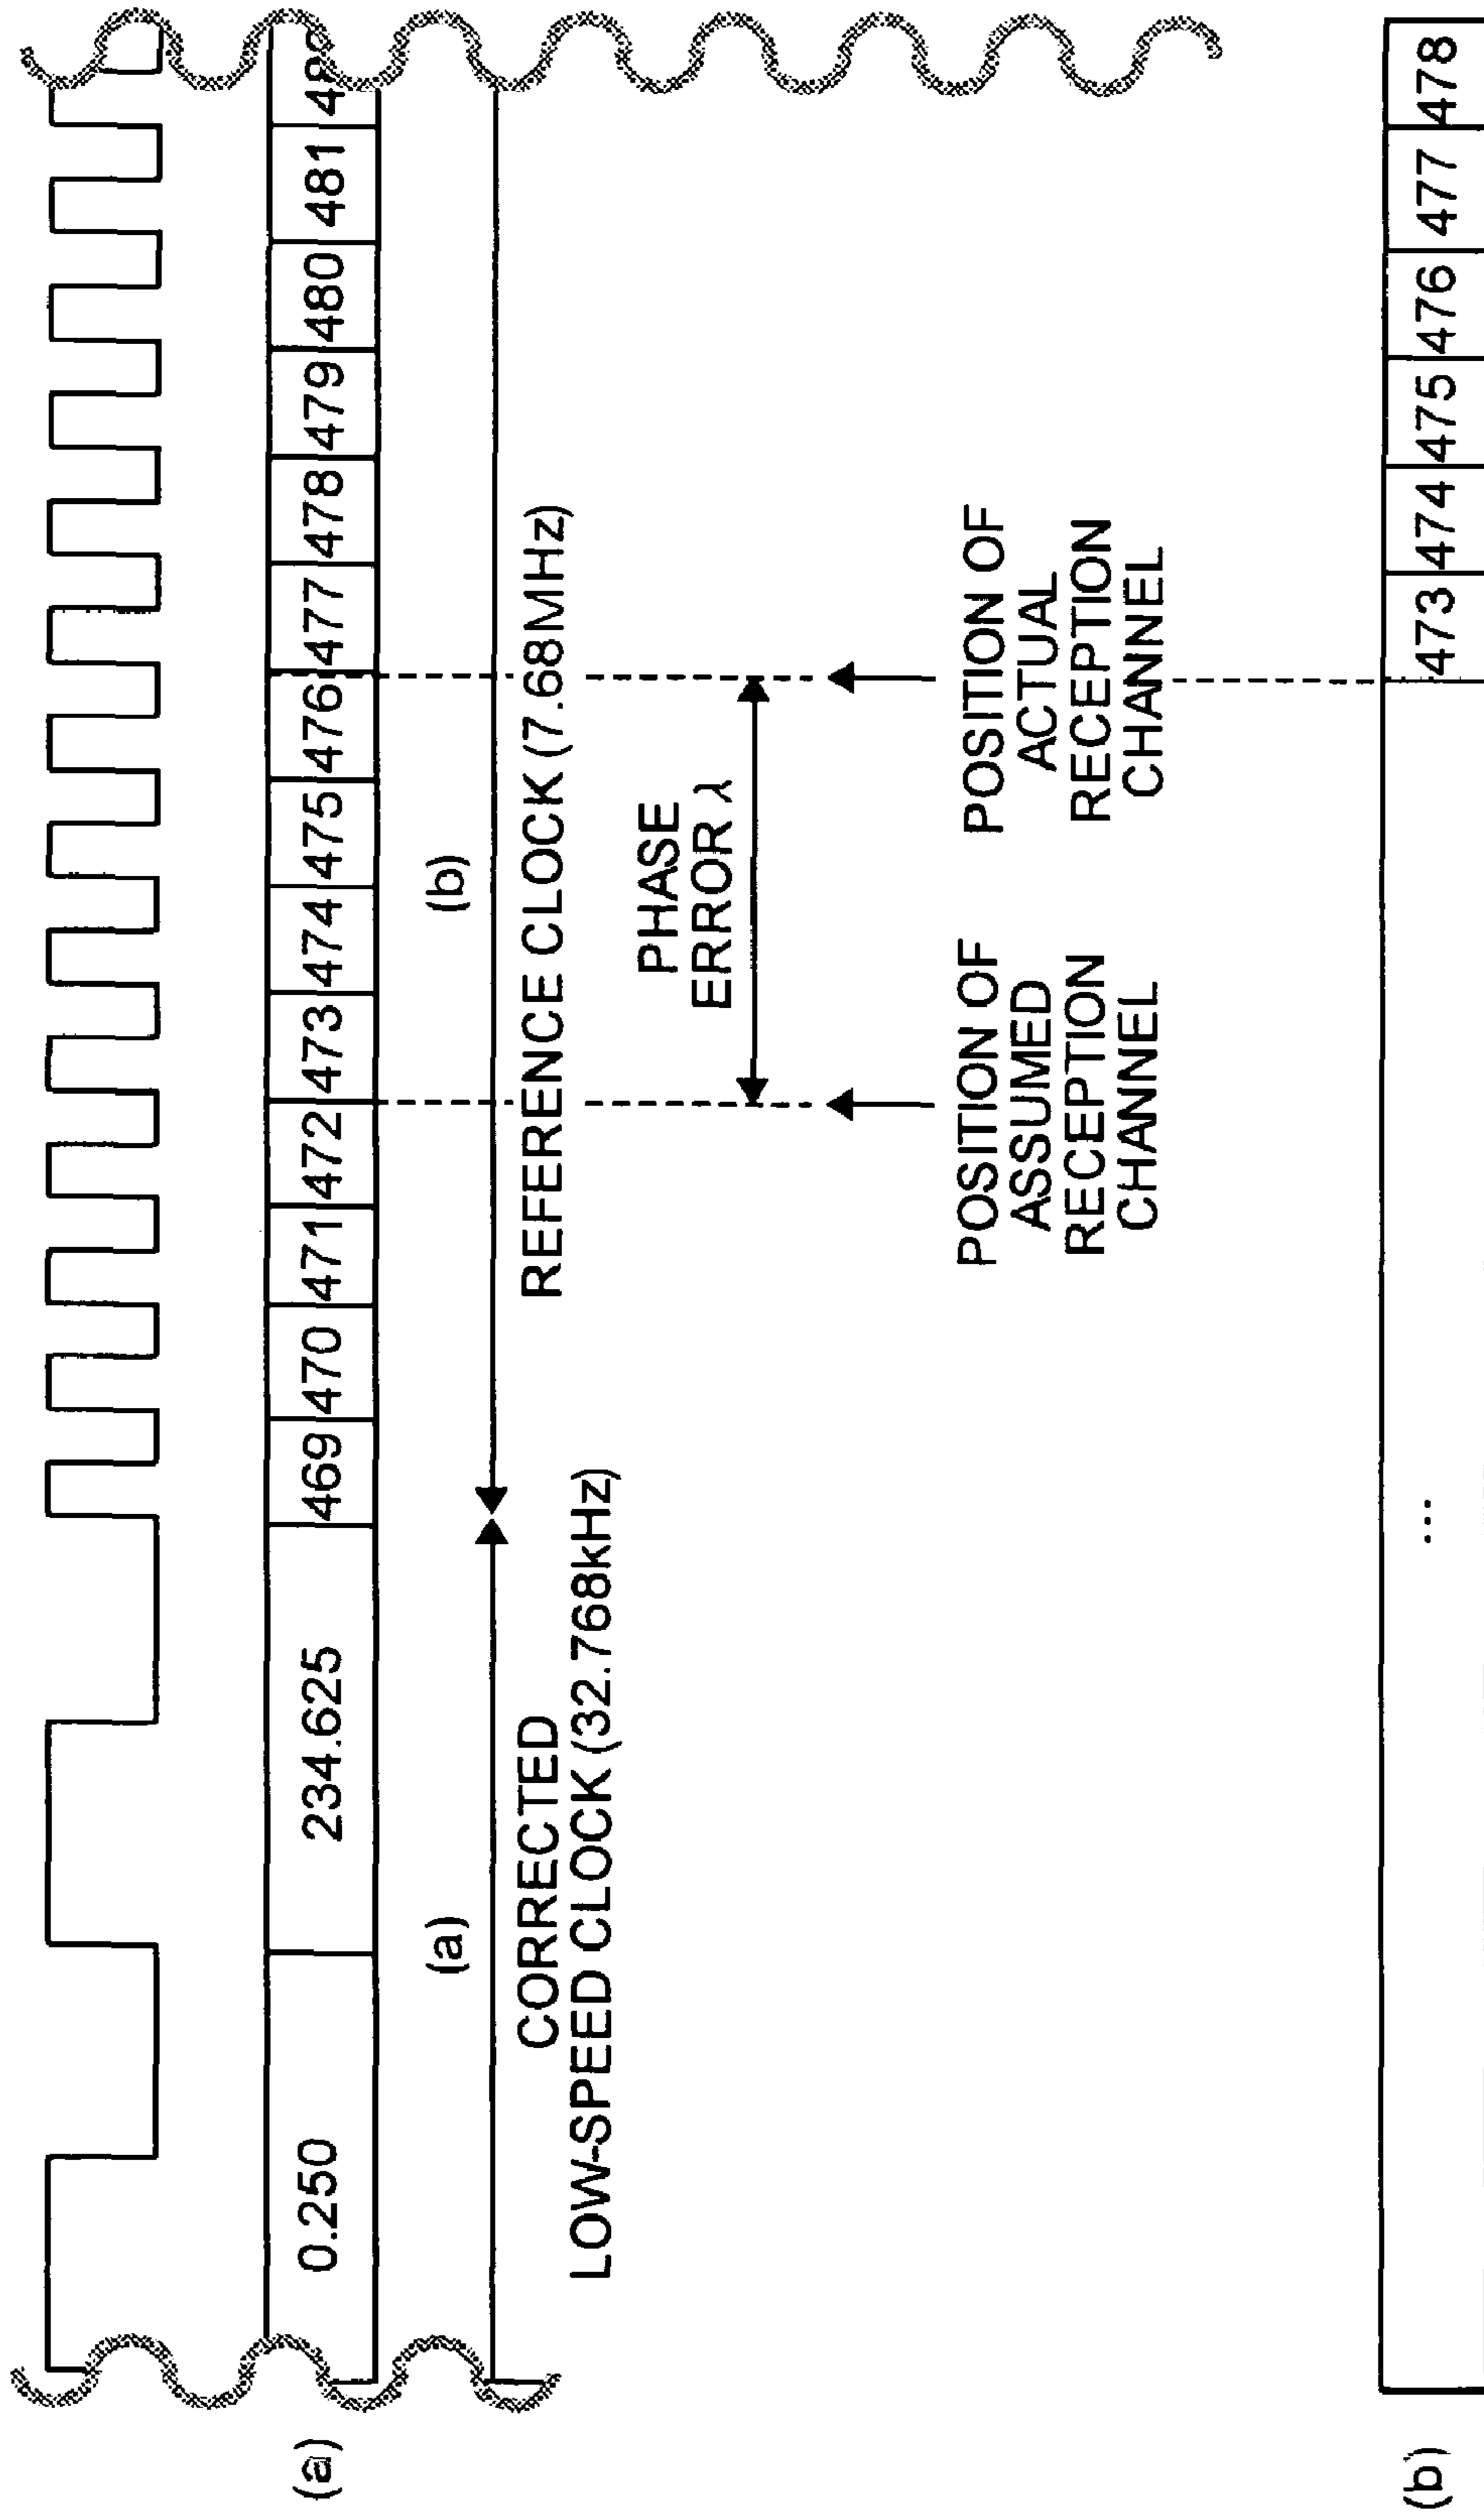 (a)
0.250 234.625 469 470 471 472 473 474 475 476 477 478 479 480 481
(a) (b)
CORRECTED
LOW-SPEED CLOCK (32.768kHz)
REFERENCE CLOCK (7.68MHz)
PHASE
ERROR λ
POSITION OF
ASSUMED
RECEPTION
CHANNEL
POSITION OF
ACTUAL
RECEPTION
CHANNEL
(b)
... 473 474 475 476 477 478